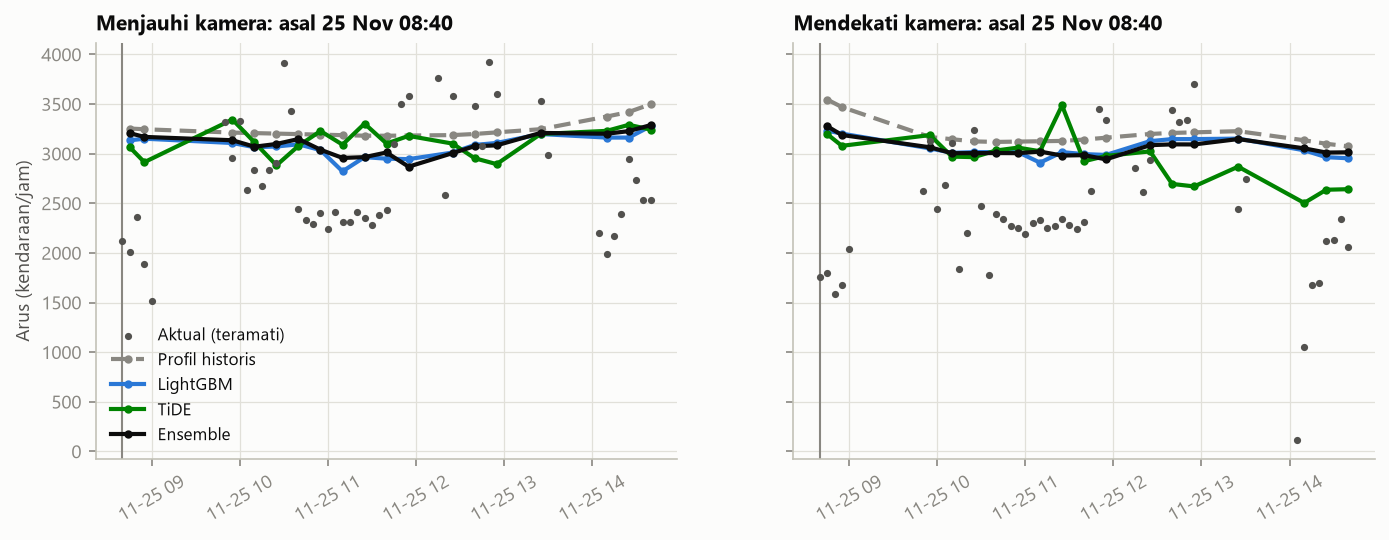 Menjauhi kamera: asal 25 Nov 08:40
Arus (kendaraan/jam)
4000
3500
3000
2500
2000
1500
1000
500
0
Aktual (teramati)
Profil historis
LightGBM
TiDE
Ensemble
11-25 09
11-25 10
11-25 11
11-25 12
11-25 13
11-25 14
Mendekati kamera: asal 25 Nov 08:40
11-25 09
11-25 10
11-25 11
11-25 12
11-25 13
11-25 14